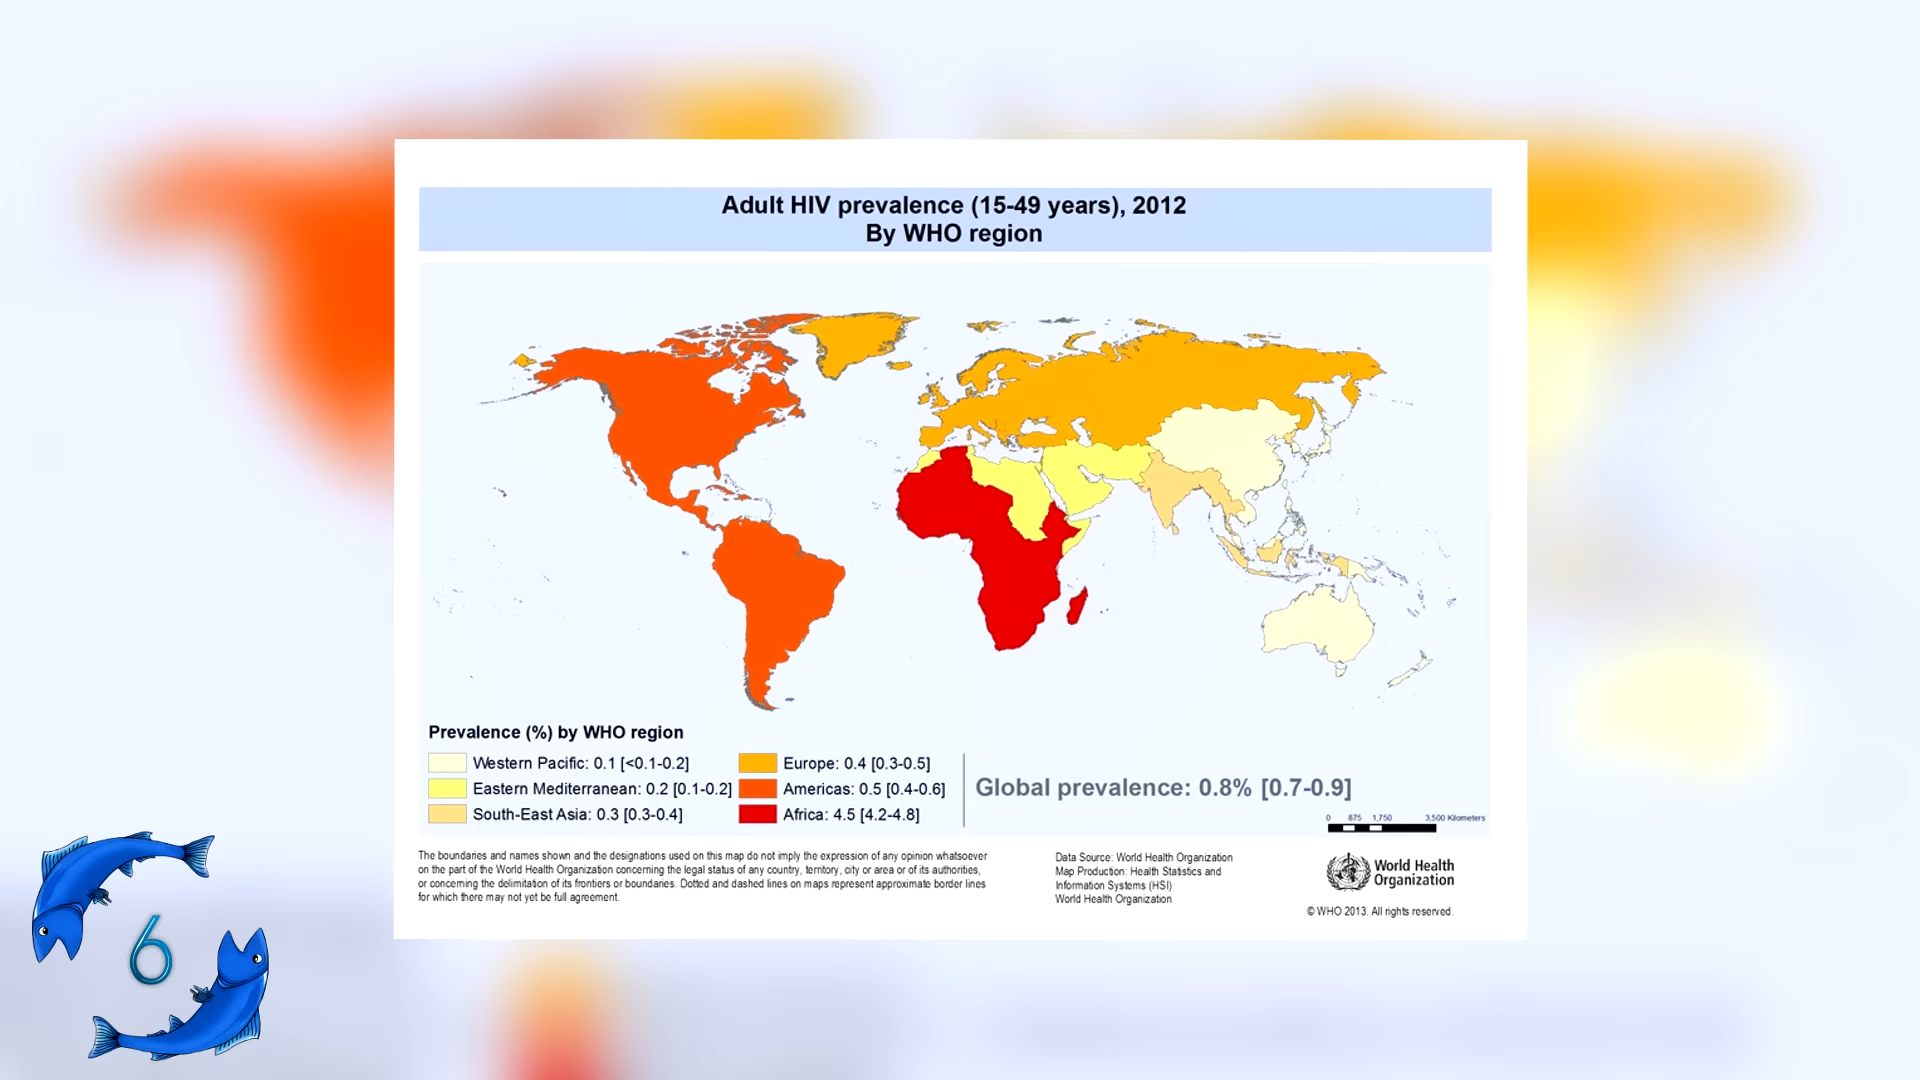 Adult HIV prevalence (15-49 years), 2012
By WHO region
Prevalence (%) by WHO region
Western Pacific: 0.1 [<0.1-0.2]
Eastern Mediterranean: 0.2 [0.1-0.2]
South-East Asia: 0.3 [0.3-0.4]
Europe: 0.4 [0.3-0.5]
Americas: 0.5 [0.4-0.6]
Africa: 4.5 [4.2-4.8]
Global prevalence: 0.8% [0.7-0.9]
0 875 1,750 3,500 Kilometers
The boundaries and names shown and the designations used on this map do not imply the expression of any opinion whatsoever
on the part of the World Health Organization concerning the legal status of any country, territory, city or area or of its authorities,
or concerning the delimitation of its frontiers or boundaries. Dotted and dashed lines on maps represent approximate border lines
for which there may not yet be full agreement.
Data Source: World Health Organization
Map Production: Health Statistics and
Information Systems (HSI)
World Health Organization
World Health
Organization
© WHO 2013. All rights reserved.
6